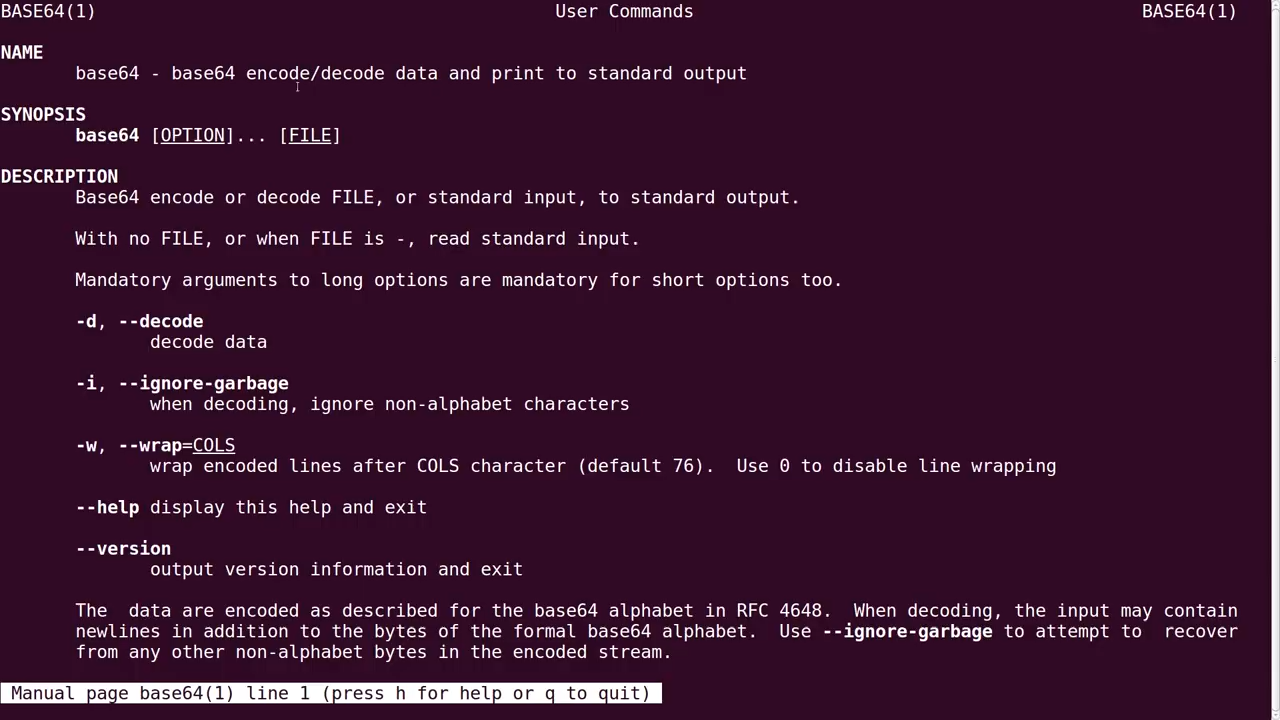 BASE64(1) User Commands BASE64(1)
NAME
base64 - base64 encode/decode data and print to standard output
SYNOPSIS
base64 [OPTION]... [FILE]
DESCRIPTION
Base64 encode or decode FILE, or standard input, to standard output.
With no FILE, or when FILE is -, read standard input.
Mandatory arguments to long options are mandatory for short options too.
-d, --decode
decode data
-i, --ignore-garbage
when decoding, ignore non-alphabet characters
-w, --wrap=COLS
wrap encoded lines after COLS character (default 76).  Use 0 to disable line wrapping
--help display this help and exit
--version
output version information and exit
The  data are encoded as described for the base64 alphabet in RFC 4648.  When decoding, the input may contain
newlines in addition to the bytes of the formal base64 alphabet.  Use --ignore-garbage to attempt to  recover
from any other non-alphabet bytes in the encoded stream.
Manual page base64(1) line 1 (press h for help or q to quit)